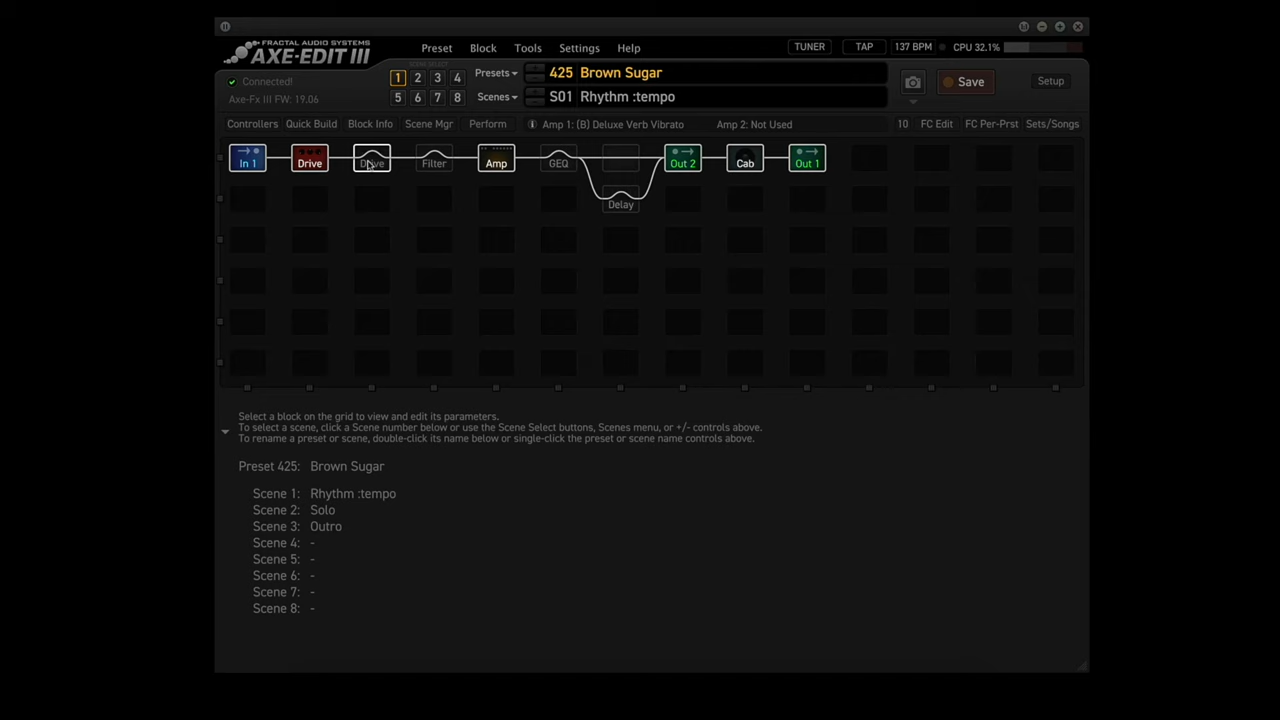 FRACTAL AUDIO SYSTEMS
AXE-EDIT III
Preset Block Tools Settings Help
TUNER TAP 137 BPM CPU 32.1%
SCENE SELECT
1 2 3 4
5 6 7 8
Presets 425 Brown Sugar
Scenes S01 Rhythm :tempo
Connected!
Axe-Fx III FW: 19.06
Save Setup
Controllers Quick Build Block Info Scene Mgr Perform Amp 1: (B) Deluxe Verb Vibrato Amp 2: Not Used 10 FC Edit FC Per-Prst Sets/Songs
In 1 Drive Drive Filter Amp GEQ Out 2 Cab Out 1
Delay
Select a block on the grid to view and edit its parameters.
To select a scene, click a Scene number below or use the Scene Select buttons, Scenes menu, or +/- controls above.
To rename a preset or scene, double-click its name below or single-click the preset or scene name controls above.
Preset 425: Brown Sugar
Scene 1: Rhythm :tempo
Scene 2: Solo
Scene 3: Outro
Scene 4: -
Scene 5: -
Scene 6: -
Scene 7: -
Scene 8: -